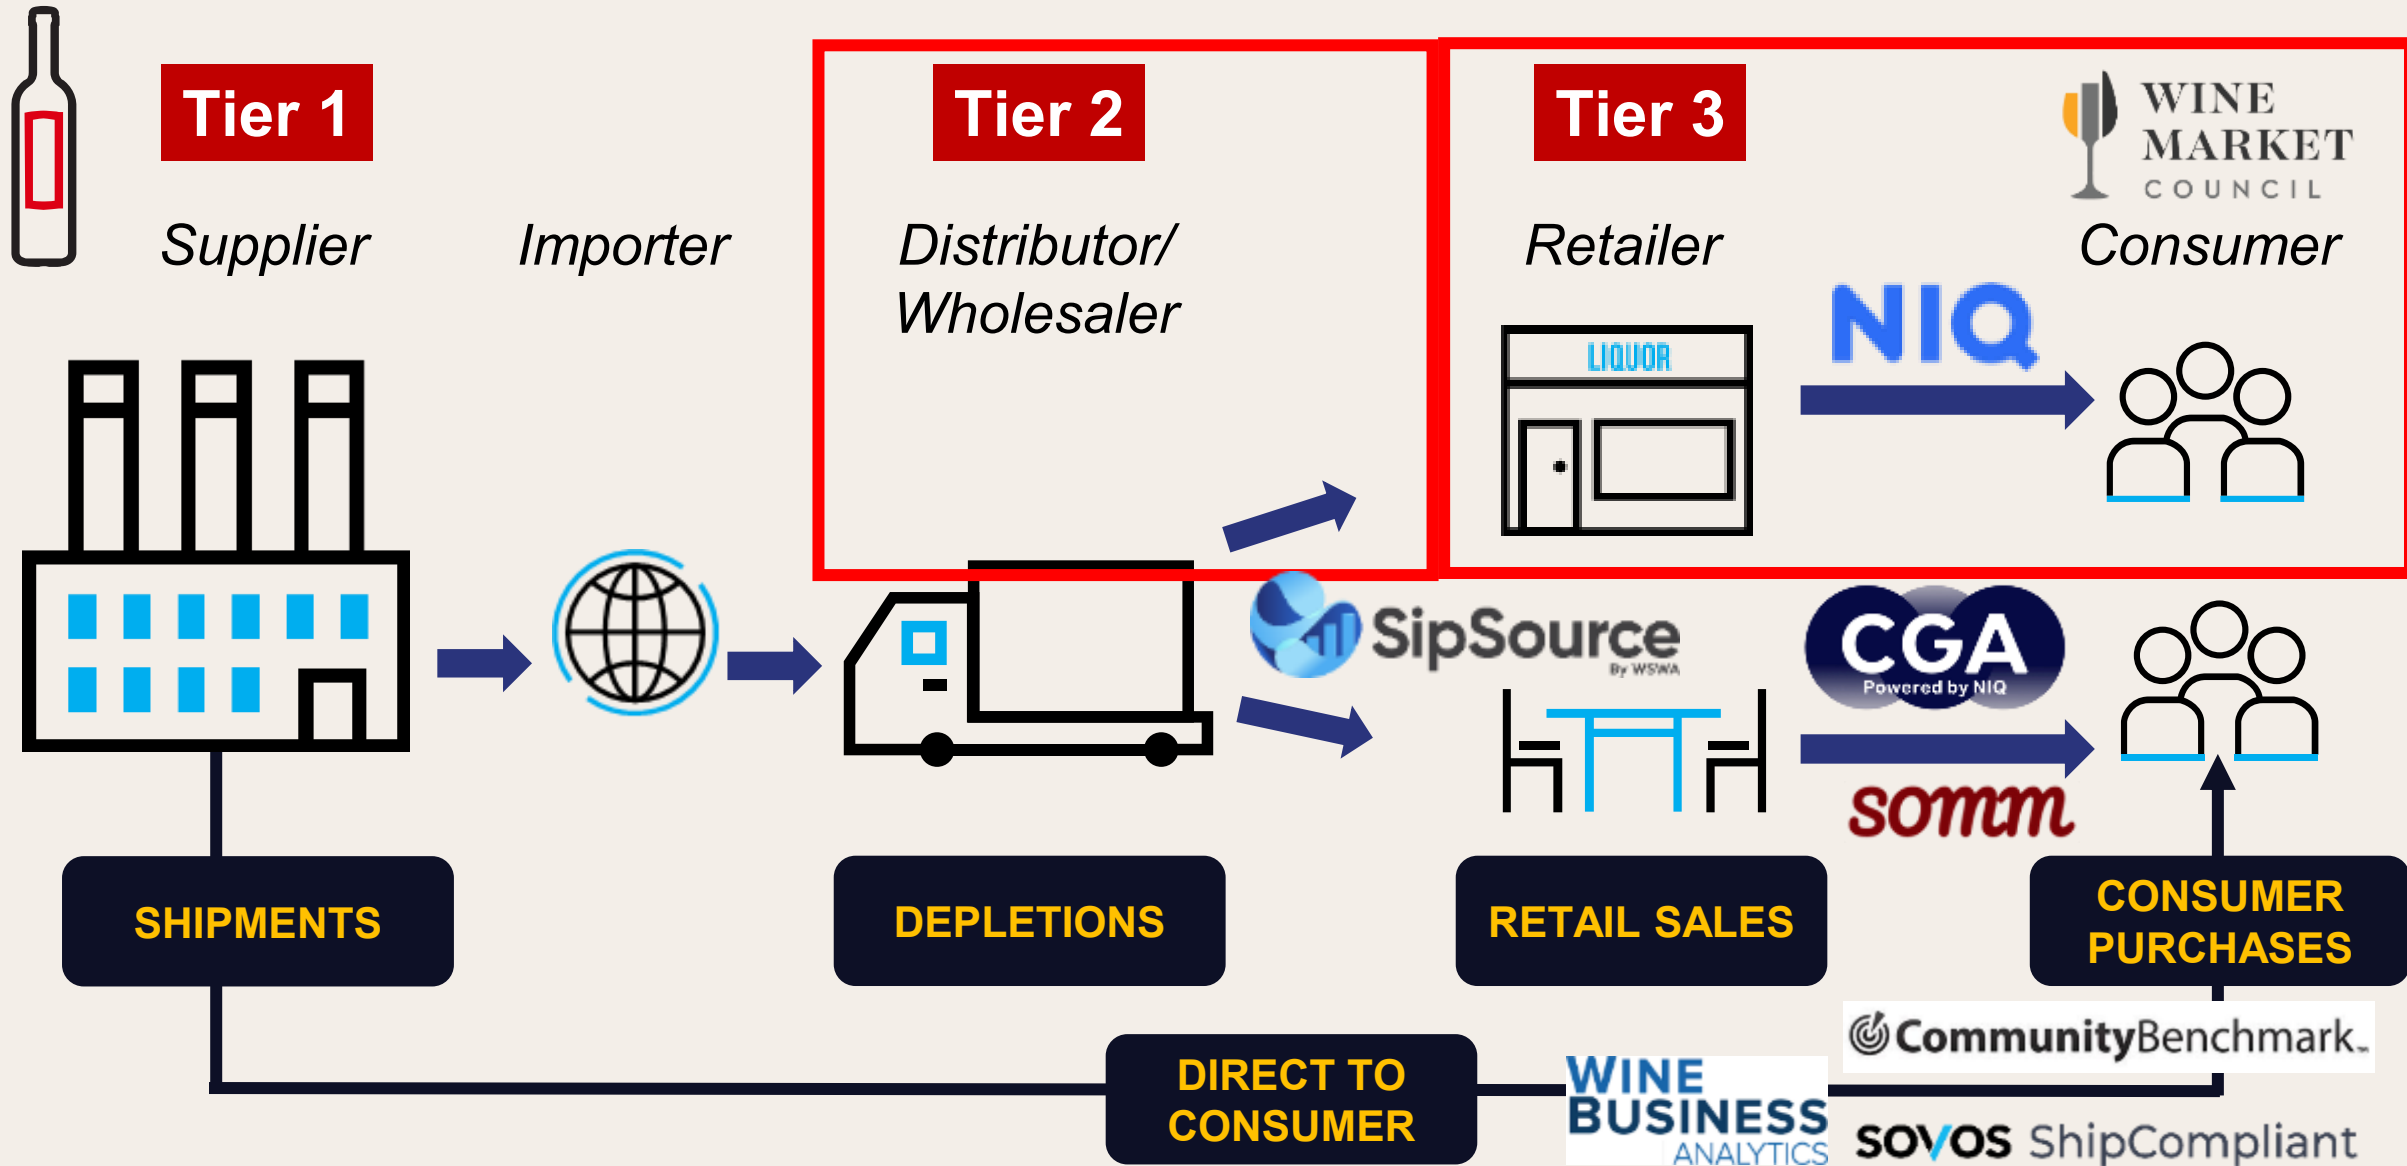 Tier 1
Tier 2
Tier 3
WINE
MARKET
COUNCIL
Supplier
Importer
Distributor/
Wholesaler
Retailer
Consumer
NIQ
LIQUOR
SipSource
By WSWA
CGA
Powered by NIQ
somm
SHIPMENTS
DEPLETIONS
RETAIL SALES
CONSUMER
PURCHASES
DIRECT TO
CONSUMER
WINE
BUSINESS
ANALYTICS
CommunityBenchmark™
SOVOS ShipCompliant